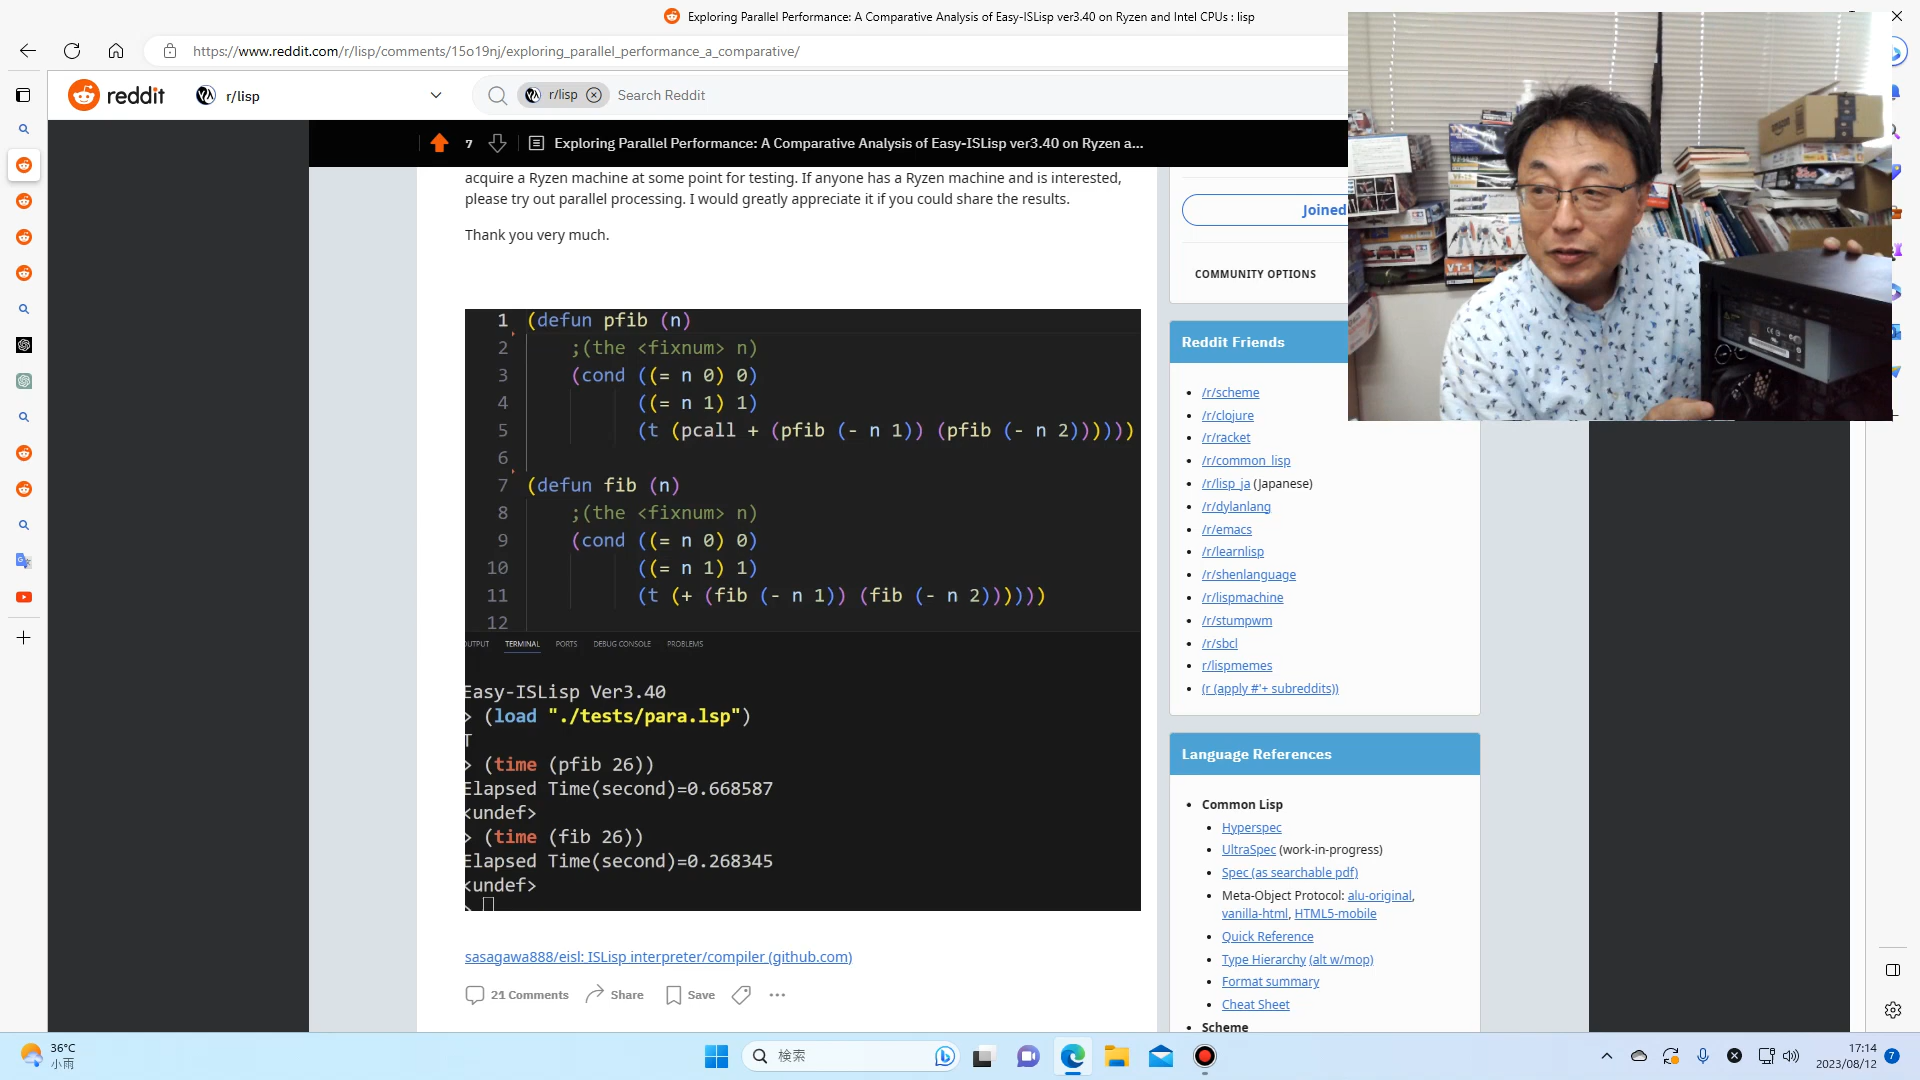 Exploring Parallel Performance: A Comparative Analysis of Easy-ISLisp ver3.40 on Ryzen and Intel CPUs : lisp
https://www.reddit.com/r/lisp/comments/15o19nj/exploring_parallel_performance_a_comparative/
reddit
r/lisp
r/lisp
Search Reddit
7
Exploring Parallel Performance: A Comparative Analysis of Easy-ISLisp ver3.40 on Ryzen a...
acquire a Ryzen machine at some point for testing. If anyone has a Ryzen machine and is interested,
please try out parallel processing. I would greatly appreciate it if you could share the results.
Thank you very much.
1 (defun pfib (n)
2 ;(the <fixnum> n)
3 (cond ((= n 0) 0)
4 ((= n 1) 1)
5 (t (pcall + (pfib (- n 1)) (pfib (- n 2))))))
6
7 (defun fib (n)
8 ;(the <fixnum> n)
9 (cond ((= n 0) 0)
10 ((= n 1) 1)
11 (t (+ (fib (- n 1)) (fib (- n 2))))))
12
OUTPUT TERMINAL PORTS DEBUG CONSOLE PROBLEMS
Easy-ISLisp Ver3.40
> (load "./tests/para.lsp")
T
> (time (pfib 26))
Elapsed Time(second)=0.668587
<undef>
> (time (fib 26))
Elapsed Time(second)=0.268345
<undef>
>
sasagawa888/eisl: ISLisp interpreter/compiler (github.com)
21 Comments
Share
Save
Joined
COMMUNITY OPTIONS
Reddit Friends
/r/scheme
/r/clojure
/r/racket
/r/common_lisp
/r/lisp_ja (Japanese)
/r/dylanlang
/r/emacs
/r/learnlisp
/r/shenlanguage
/r/lispmachine
/r/stumpwm
/r/sbcl
r/lispmemes
(r (apply #'+ subreddits))
Language References
Common Lisp
Hyperspec
UltraSpec (work-in-progress)
Spec (as searchable pdf)
Meta-Object Protocol: alu-original,
vanilla-html, HTML5-mobile
Quick Reference
Type Hierarchy (alt w/mop)
Format summary
Cheat Sheet
Scheme
amazon
VT-1
36°C
小雨
検索
17:14
2023/08/12
7